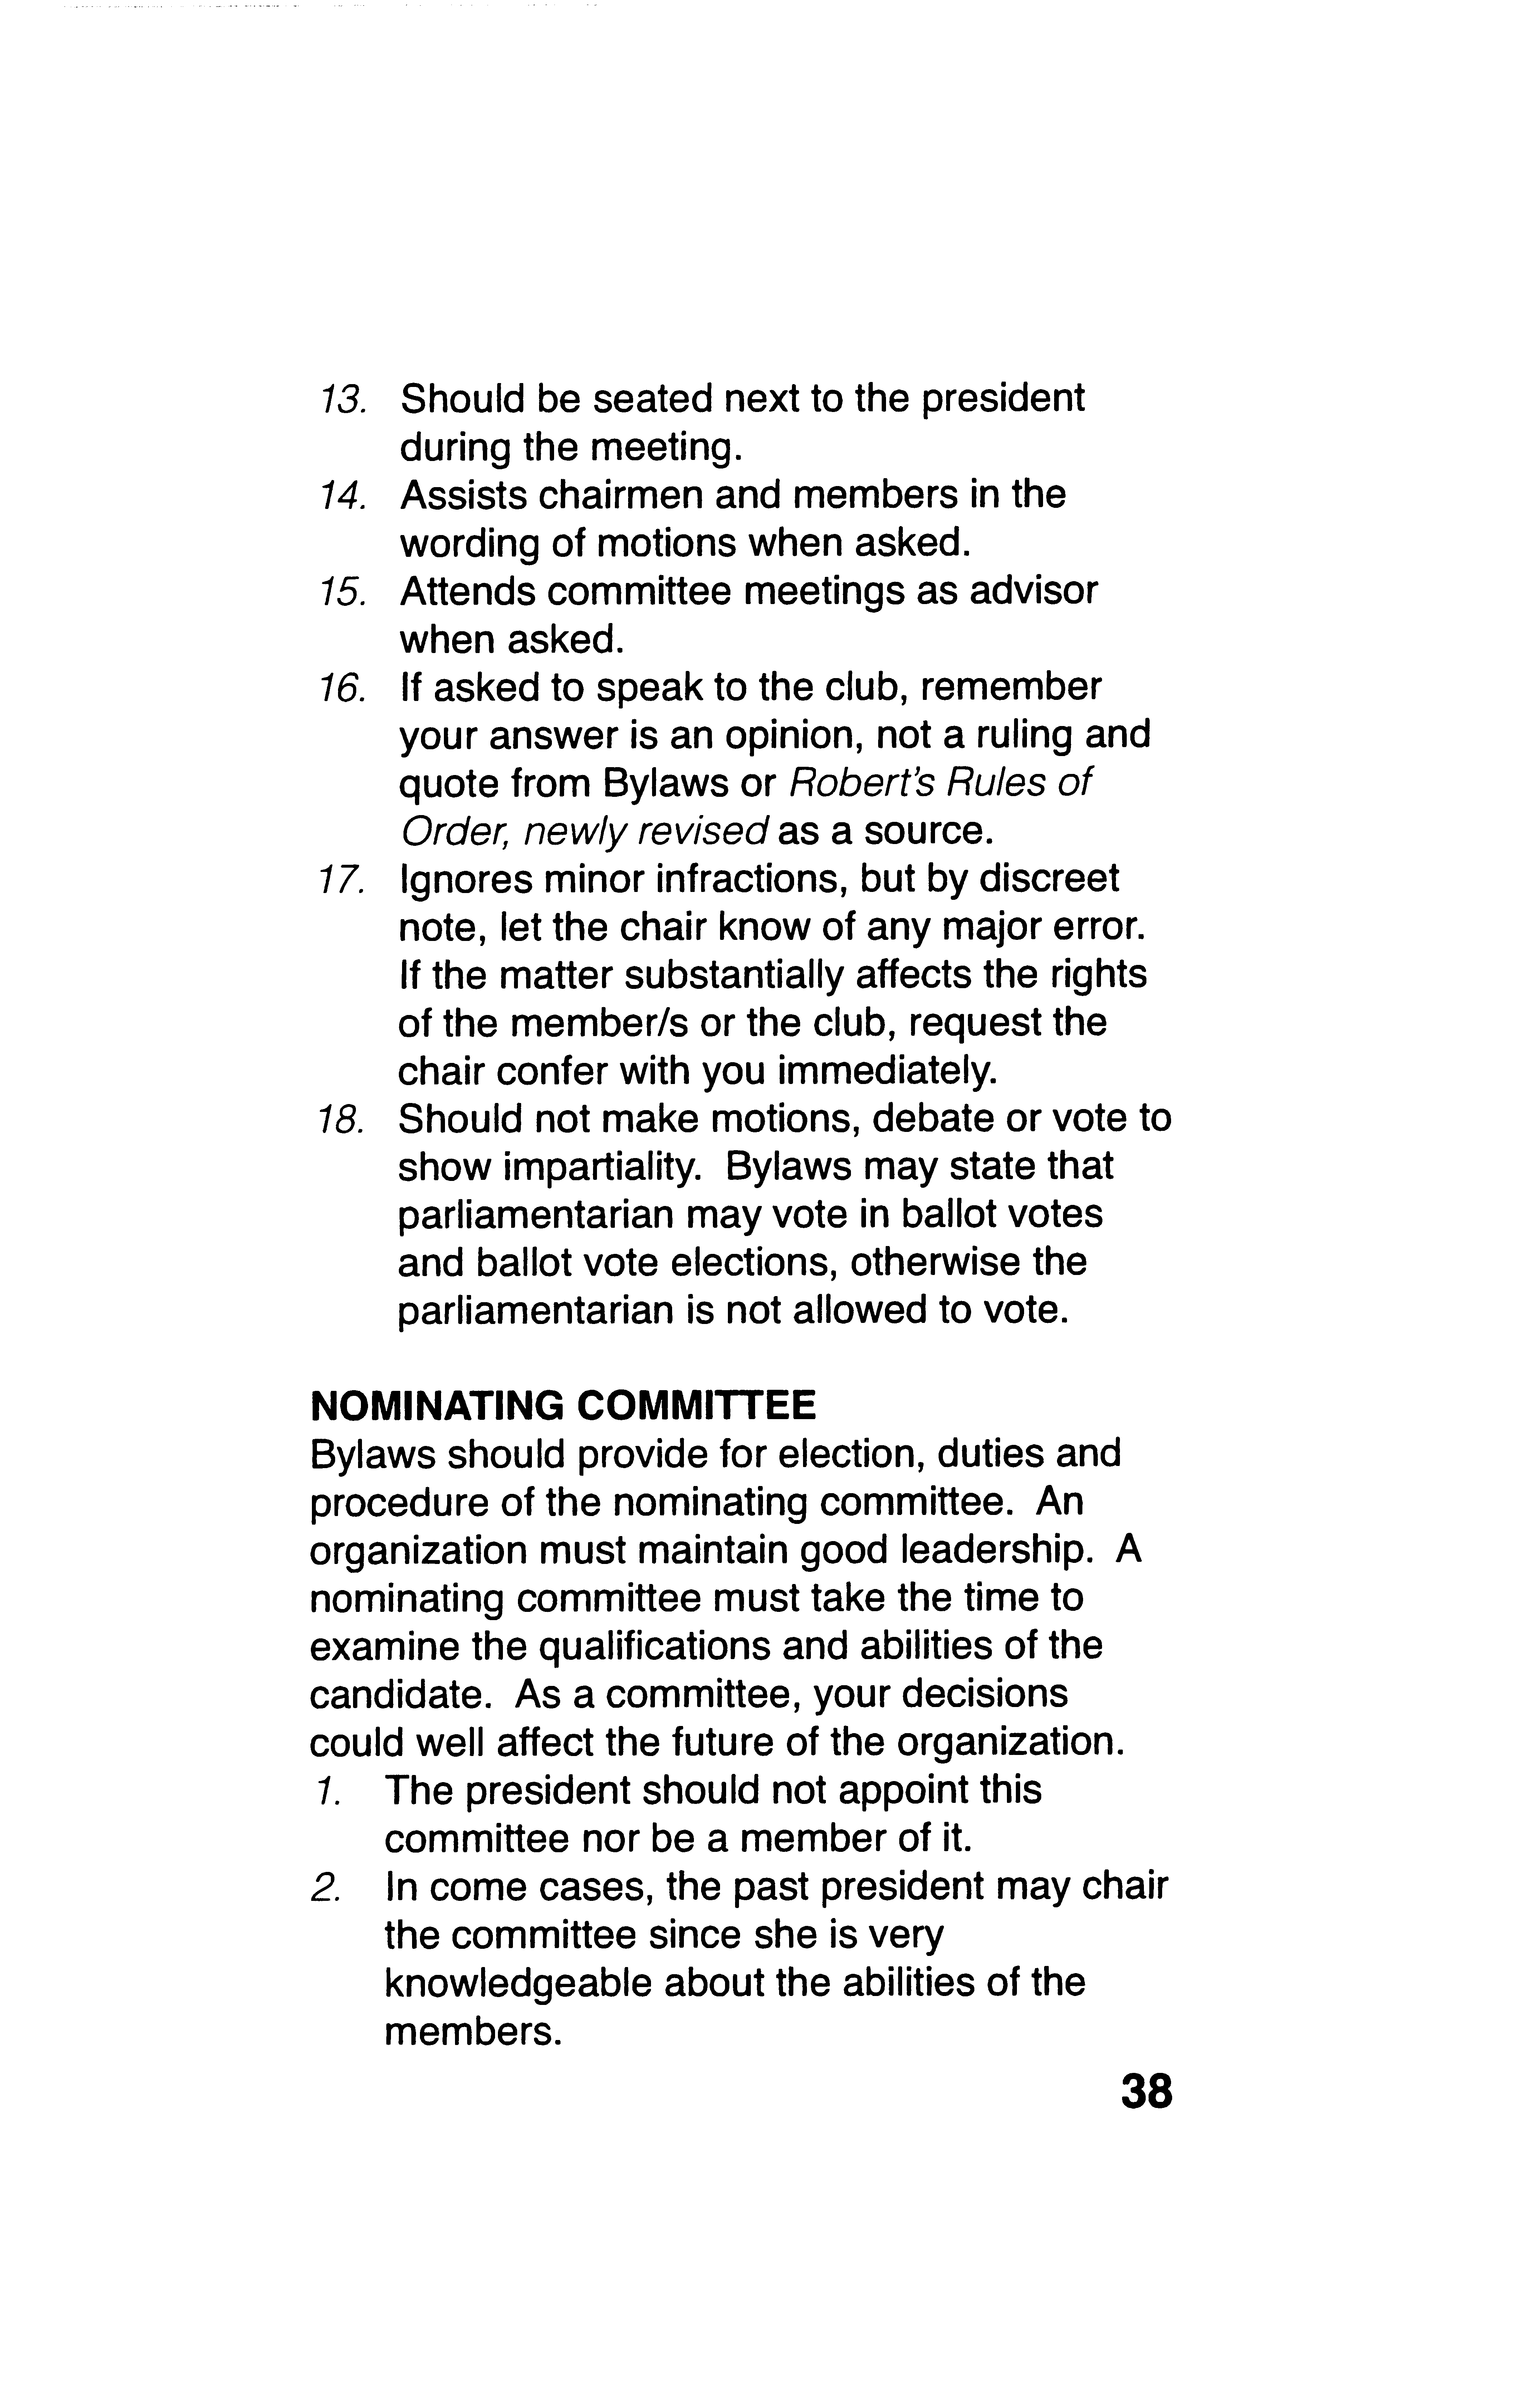 13. Should be seated next to the president
during the meeting.
14. Assists chairmen and members in the
wording of motions when asked.
15. Attends committee meetings as advisor
when asked.
16. If asked to speak to the club, remember
your answer is an opinion, not a ruling and
quote from Bylaws or Robert's Rules of
Order, newly revised as a source.
17. Ignores minor infractions, but by discreet
note, let the chair know of any major error.
If the matter substantially affects the rights
of the member/s or the club, request the
chair confer with you immediately.
18. Should not make motions, debate or vote to
show impartiality. Bylaws may state that
parliamentarian may vote in ballot votes
and ballot vote elections, otherwise the
parliamentarian is not allowed to vote.
NOMINATING COMMITTEE
Bylaws should provide for election, duties and
procedure of the nominating committee. An
organization must maintain good leadership. A
nominating committee must take the time to
examine the qualifications and abilities of the
candidate. As a committee, your decisions
could well affect the future of the organization.
1. The president should not appoint this
committee nor be a member of it.
2. In come cases, the past president may chair
the committee since she is very
knowledgeable about the abilities of the
members.
38